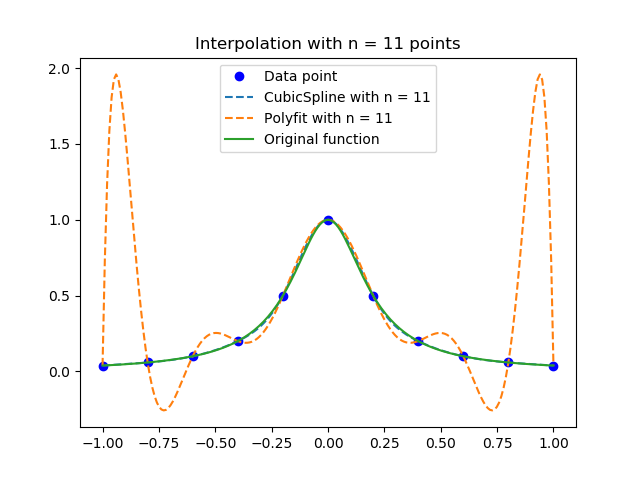 Interpolation with n = 11 points
Data point
CubicSpline with n = 11
Polyfit with n = 11
Original function
2.0
1.5
1.0
0.5
0.0
−1.00 −0.75 −0.50 −0.25 0.00 0.25 0.50 0.75 1.00